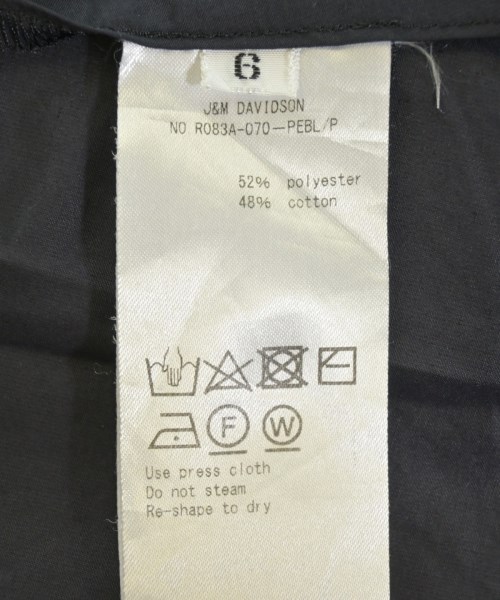 6
J&M DAVIDSON
NO R083A-070-PEBL/P
52% polyester
48% cotton
F W
Use press cloth
Do not steam
Re-shape to dry